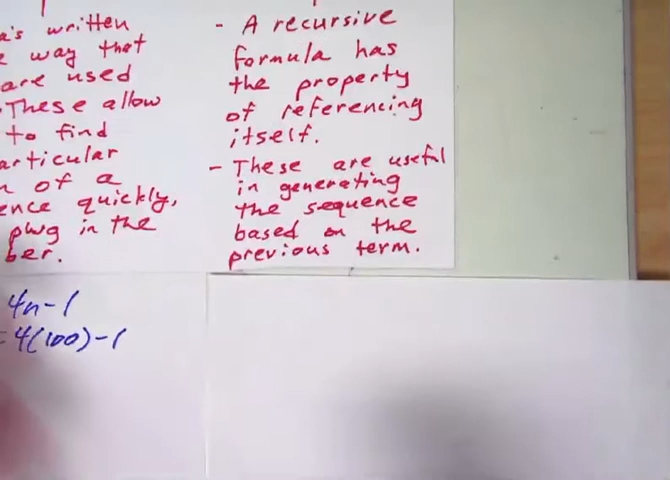 a's written
e way that
are used
These allow
to find
articular
n of a
ence quickly,
plug in the
ber.
- A recursive
formula has
the property
of referencing
itself.
- These are useful
in generating
the sequence
based on the
previous term.
4n-1
= 4(100)-1